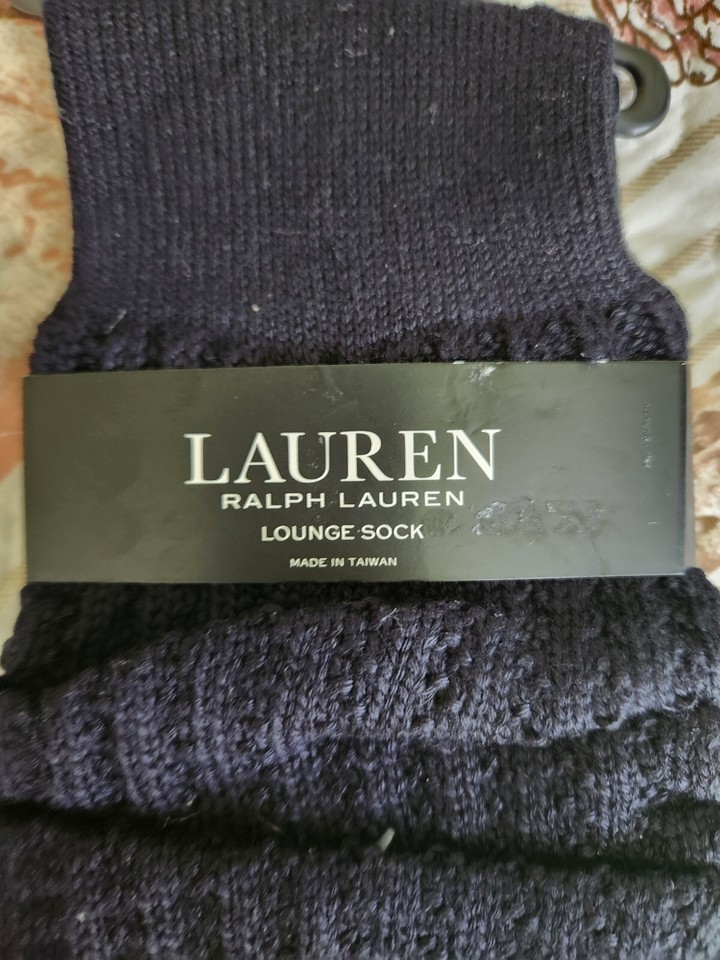 LAUREN
RALPH LAUREN
LOUNGE SOCK
MADE IN TAIWAN